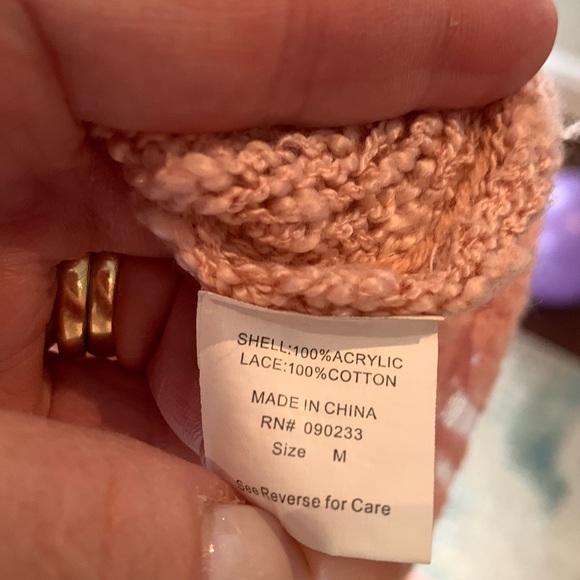 SHELL:100%ACRYLIC
LACE:100%COTTON
MADE IN CHINA
RN# 090233
Size M
See Reverse for Care